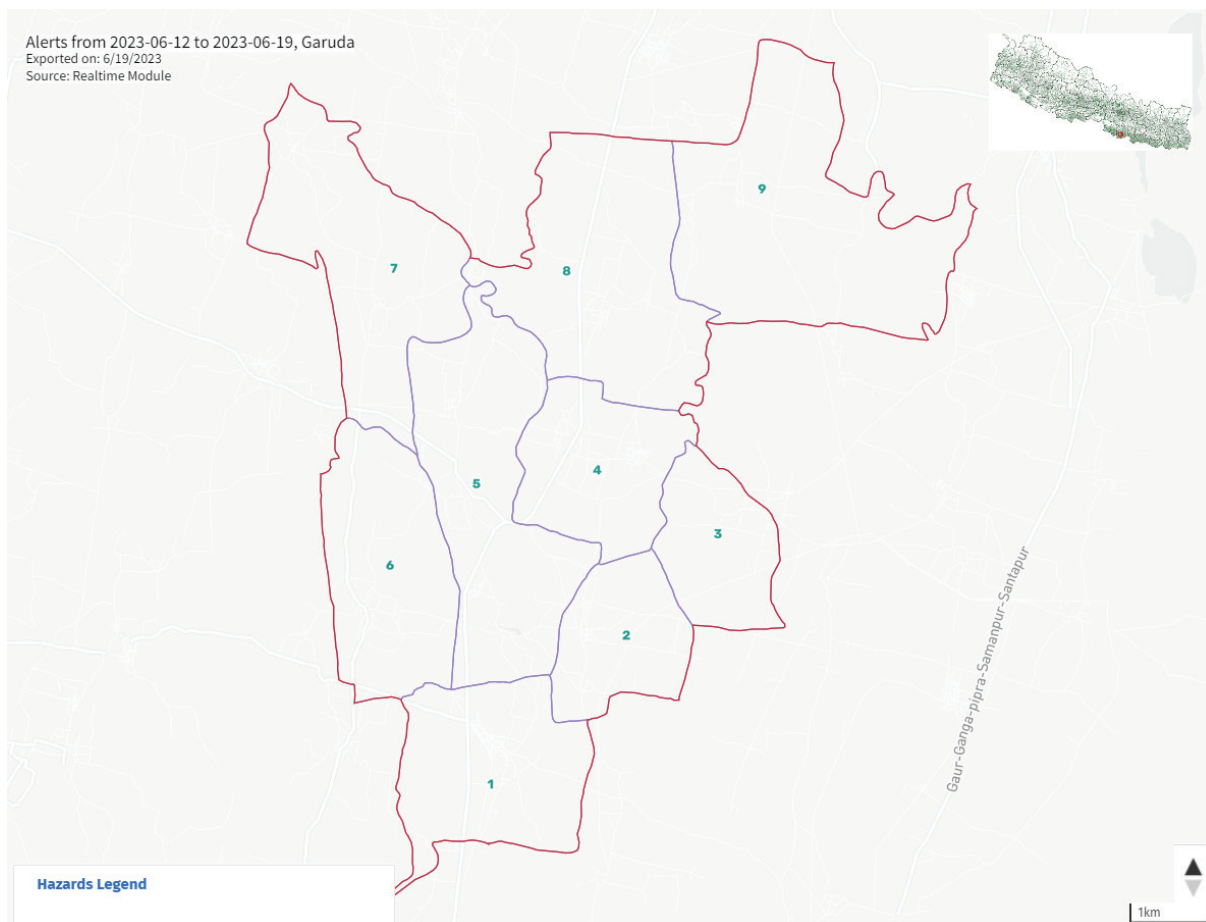 Alerts from 2023-06-12 to 2023-06-19, Garuda
Exported on: 6/19/2023
Source: Realtime Module
9
7
8
4
5
3
6
2
Gaur-Ganga-pipra-Samanpur-Santapur
1
Hazards Legend
1km